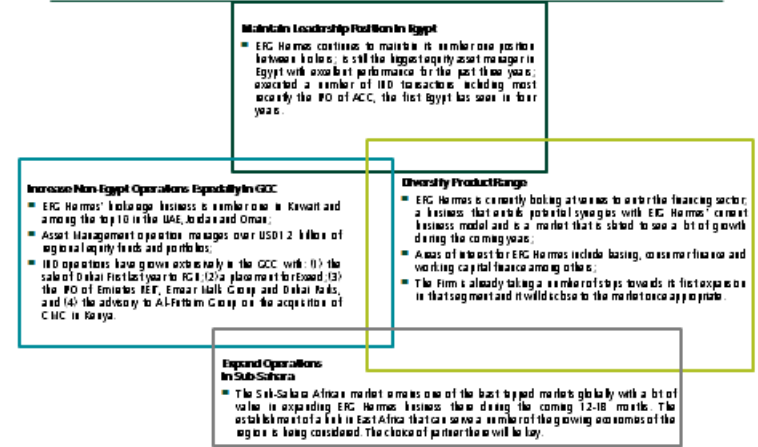 Maintain Leadership Position in Egypt
EFG Hermes continues to maintain its number one position
between brokers; is still the biggest equity asset manager in
Egypt with excellent performance for the past three years;
executed a number of IBD transactions including most
recently the IPO of ACC, the first Egypt has seen in four
years.
Increase Non-Egypt Operations Especially in GCC
EFG Hermes' brokerage business is number one in Kuwait and
among the top 10 in the UAE, Jordan and Oman;
Asset Management operation manages over USD1.2 billion of
regional equity funds and portfolios;
IBD operations have grown extensively in the GCC with: (1) the
sale of Dubai First last year to FGB; (2) a placement for Exeed; (3)
the IPO of Emirates REIT, Emaar Malls Group and Dubai Parks,
and (4) the advisory to Al-Futtaim Group on the acquisition of
CMC in Kenya.
Diversify Product Range
EFG Hermes is currently looking at venues to enter the financing sector,
a business that entails potential synergies with EFG Hermes' current
business model and is a market that is slated to see a lot of growth
during the coming years;
Areas of interest for EFG Hermes include leasing, consumer finance and
working capital finance among others;
The Firm is already taking a number of steps towards its first expansion
in that segment and it will disclose to the market once appropriate.
Expand Operations
in Sub-Sahara
The Sub-Sahara African market remains one of the least tapped markets globally with a lot of
value in expanding EFG Hermes business there during the coming 12-18 months. The
establishment of a hub in East Africa that can serve a number of the growing economies of the
region is being considered. The choice of partner there will be key.